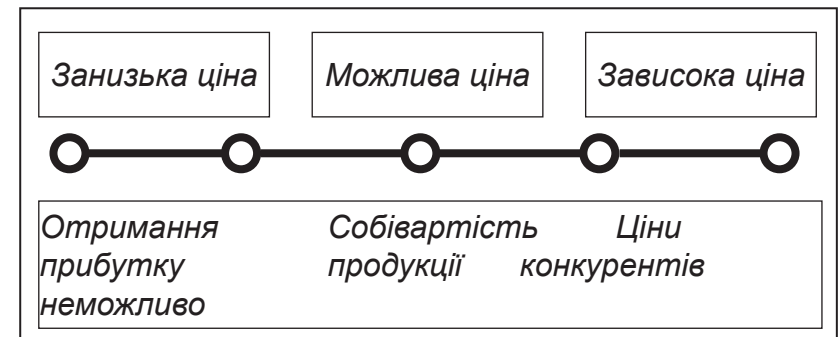 Занизька ціна
Можлива ціна
Зависока ціна
Отримання Собівартість Ціни
прибутку продукції конкурентів
неможливо